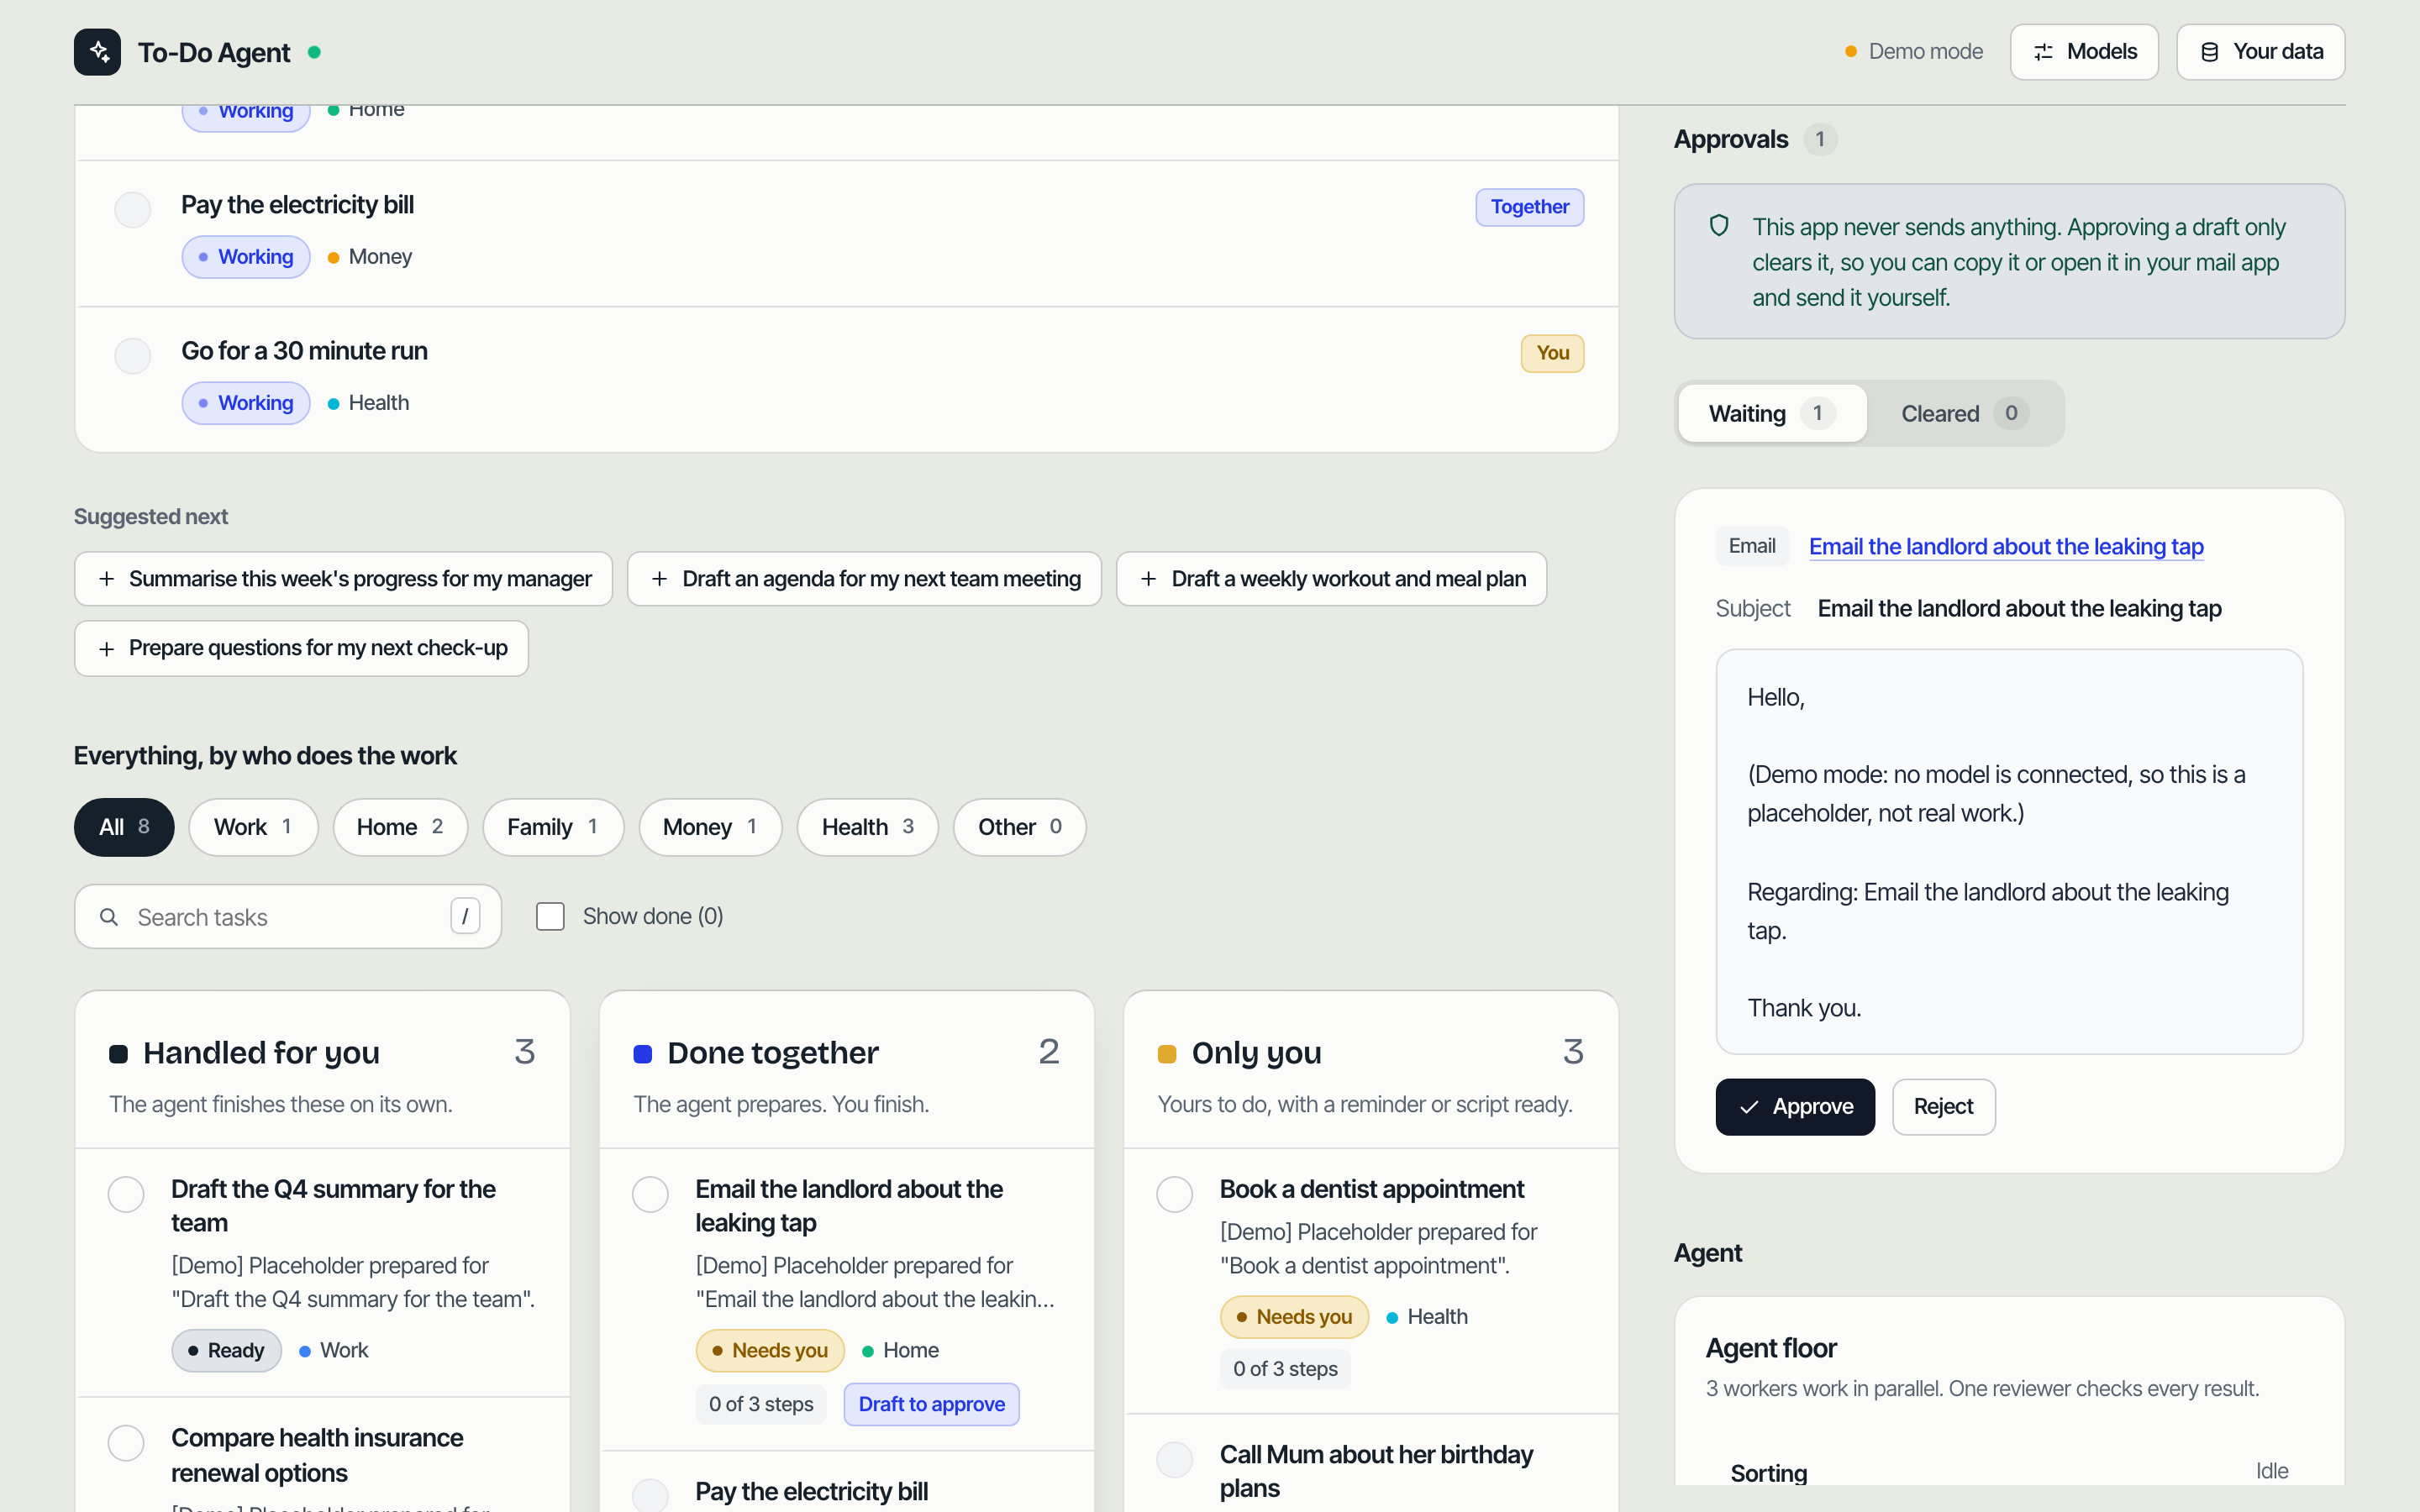 To-Do Agent
Demo mode
Models
Your data
Working
Home
Pay the electricity bill
Together
Working
Money
Go for a 30 minute run
You
Working
Health
Suggested next
+ Summarise this week's progress for my manager
+ Draft an agenda for my next team meeting
+ Draft a weekly workout and meal plan
+ Prepare questions for my next check-up
Everything, by who does the work
All 8
Work 1
Home 2
Family 1
Money 1
Health 3
Other 0
Search tasks
/
Show done (0)
Handled for you
3
The agent finishes these on its own.
Draft the Q4 summary for the
team
[Demo] Placeholder prepared for
"Draft the Q4 summary for the team".
Ready
Work
Compare health insurance
renewal options
[Demo] Placeholder prepared for
Done together
2
The agent prepares. You finish.
Email the landlord about the
leaking tap
[Demo] Placeholder prepared for
"Email the landlord about the leakin...
Needs you
Home
0 of 3 steps
Draft to approve
Pay the electricity bill
Only you
3
Yours to do, with a reminder or script ready.
Book a dentist appointment
[Demo] Placeholder prepared for
"Book a dentist appointment".
Needs you
Health
0 of 3 steps
Call Mum about her birthday
plans
Approvals 1
This app never sends anything. Approving a draft only
clears it, so you can copy it or open it in your mail app
and send it yourself.
Waiting 1
Cleared 0
Email
Email the landlord about the leaking tap
Subject
Email the landlord about the leaking tap
Hello,
(Demo mode: no model is connected, so this is a
placeholder, not real work.)
Regarding: Email the landlord about the leaking
tap.
Thank you.
Approve
Reject
Agent
Agent floor
3 workers work in parallel. One reviewer checks every result.
Sorting
Idle